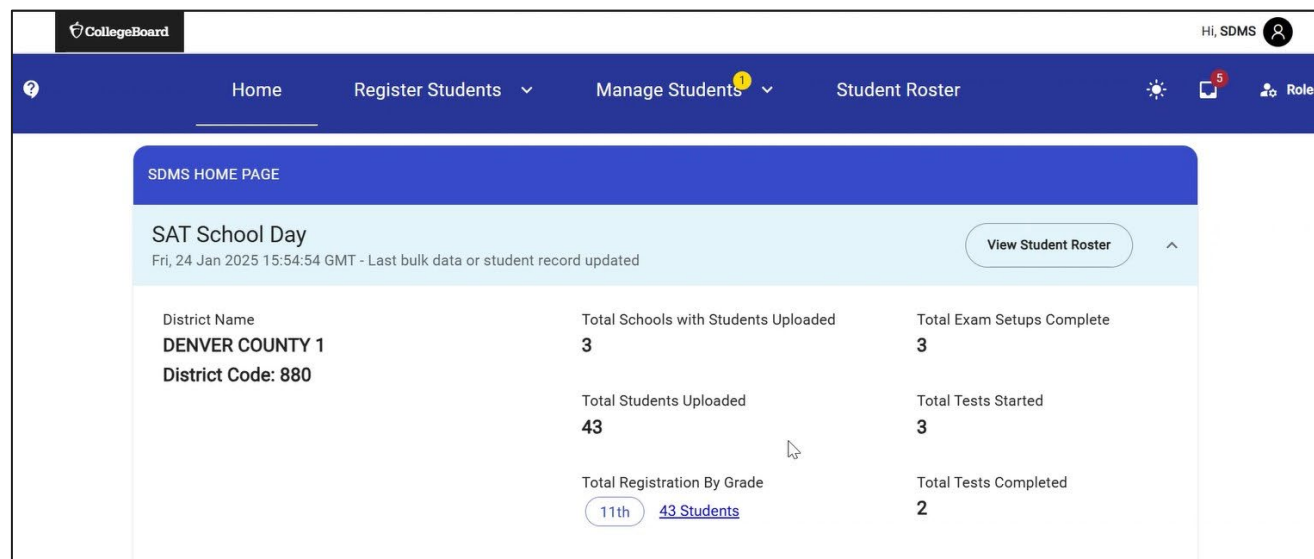 CollegeBoard
Hi, SDMS
Home
Register Students
Manage Students
1
Student Roster
5
Role
SDMS HOME PAGE
SAT School Day
View Student Roster
Fri, 24 Jan 2025 15:54:54 GMT - Last bulk data or student record updated
District Name
DENVER COUNTY 1
District Code: 880
Total Schools with Students Uploaded
3
Total Exam Setups Complete
3
Total Students Uploaded
43
Total Tests Started
3
Total Registration By Grade
11th 43 Students
Total Tests Completed
2